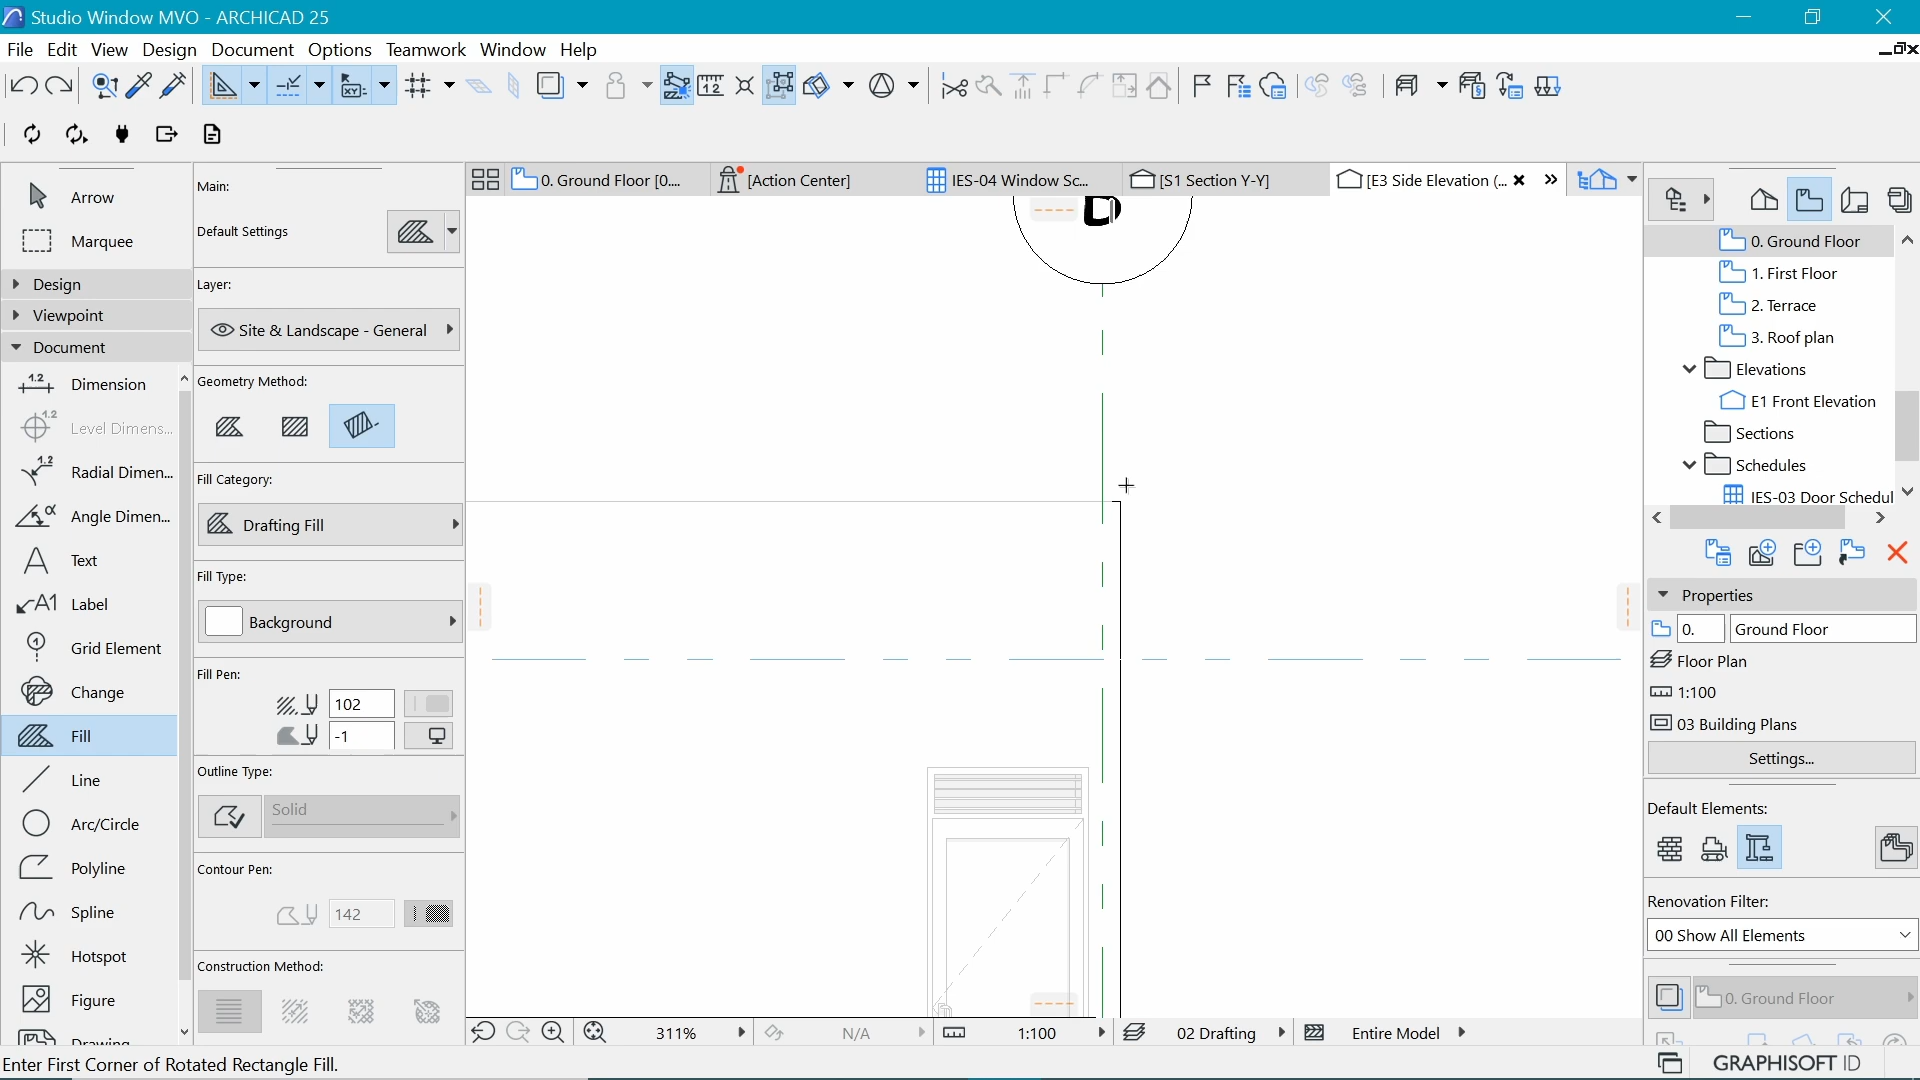 Studio Window MVO - ARCHICAD 25
File Edit View Design Document Options Teamwork Window Help
Arrow
Marquee
Design
Viewpoint
Document
Dimension
Level Dimens...
Radial Dimen...
Angle Dimen...
Text
Label
Grid Element
Change
Fill
Line
Arc/Circle
Polyline
Spline
Hotspot
Figure
Main:
Default Settings
Layer:
Site & Landscape - General
Geometry Method:
Fill Category:
Drafting Fill
Fill Type:
Background
Fill Pen:
102
-1
Outline Type:
Solid
Contour Pen:
142
Construction Method:
0. Ground Floor [0....
[Action Center]
IES-04 Window Sc...
[S1 Section Y-Y]
[E3 Side Elevation (...
D
311%
N/A
1:100
02 Drafting
Entire Model
0. Ground Floor
1. First Floor
2. Terrace
3. Roof plan
Elevations
E1 Front Elevation
Sections
Schedules
IES-03 Door Schedul
Properties
0. Ground Floor
Floor Plan
1:100
03 Building Plans
Settings...
Default Elements:
Renovation Filter:
00 Show All Elements
0. Ground Floor
Enter First Corner of Rotated Rectangle Fill.
GRAPHISOFT ID